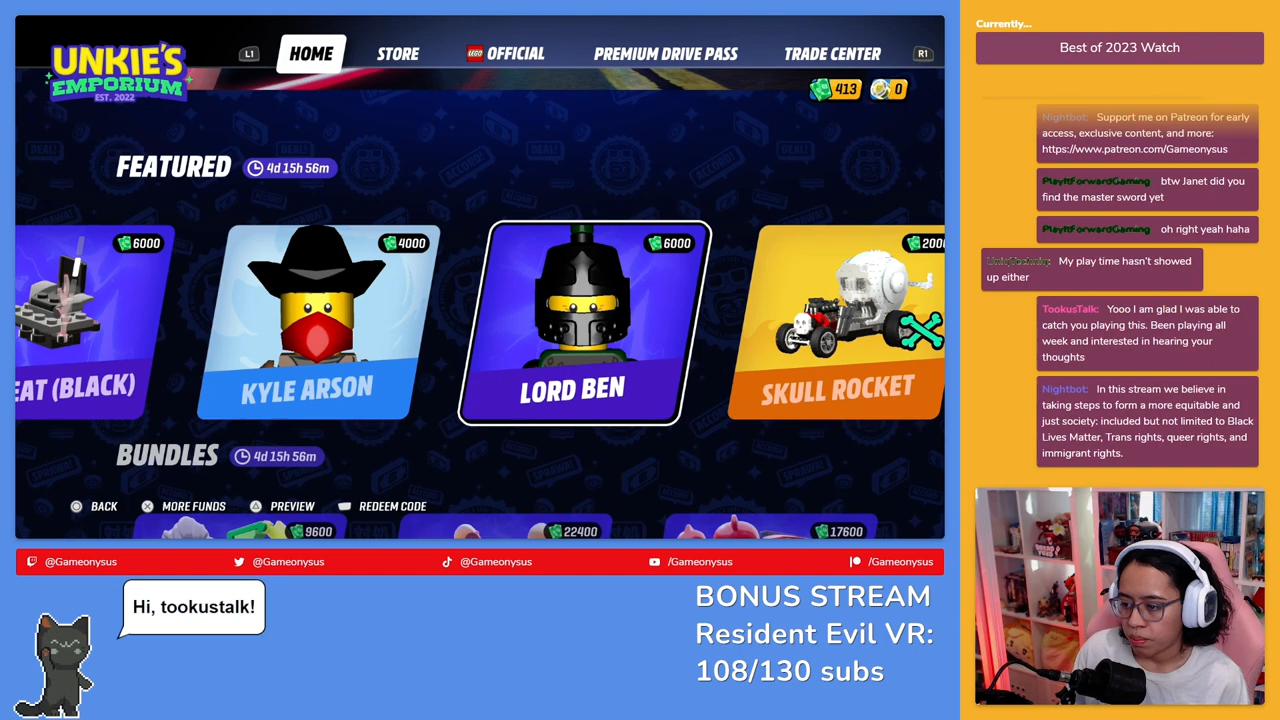 UNKIE'S
EMPORIUM
EST. 2022
L1
HOME
STORE
LEGO OFFICIAL
PREMIUM DRIVE PASS
TRADE CENTER
R1
413
0
FEATURED
4d 15h 56m
6000
4000
6000
EAT (BLACK)
KYLE ARSON
LORD BEN
SKULL ROCKET
BUNDLES
4d 15h 56m
BACK
MORE FUNDS
PREVIEW
REDEEM CODE
9600
22400
17600
@Gameonysus
@Gameonysus
@Gameonysus
/Gameonysus
/Gameonysus
Hi, tookustalk!
BONUS STREAM
Resident Evil VR:
108/130 subs
Currently...
Best of 2023 Watch
Nightbot: Support me on Patreon for early
access, exclusive content, and more:
https://www.patreon.com/Gameonysus
PlayItForwardGaming btw Janet did you
find the master sword yet
PlayItForwardGaming oh right yeah haha
My play time hasn't showed
up either
TookusTalk: Yooo I am glad I was able to
catch you playing this. Been playing all
week and interested in hearing your
thoughts
Nightbot: In this stream we believe in
taking steps to form a more equitable and
just society: included but not limited to Black
Lives Matter, Trans rights, queer rights, and
immigrant rights.